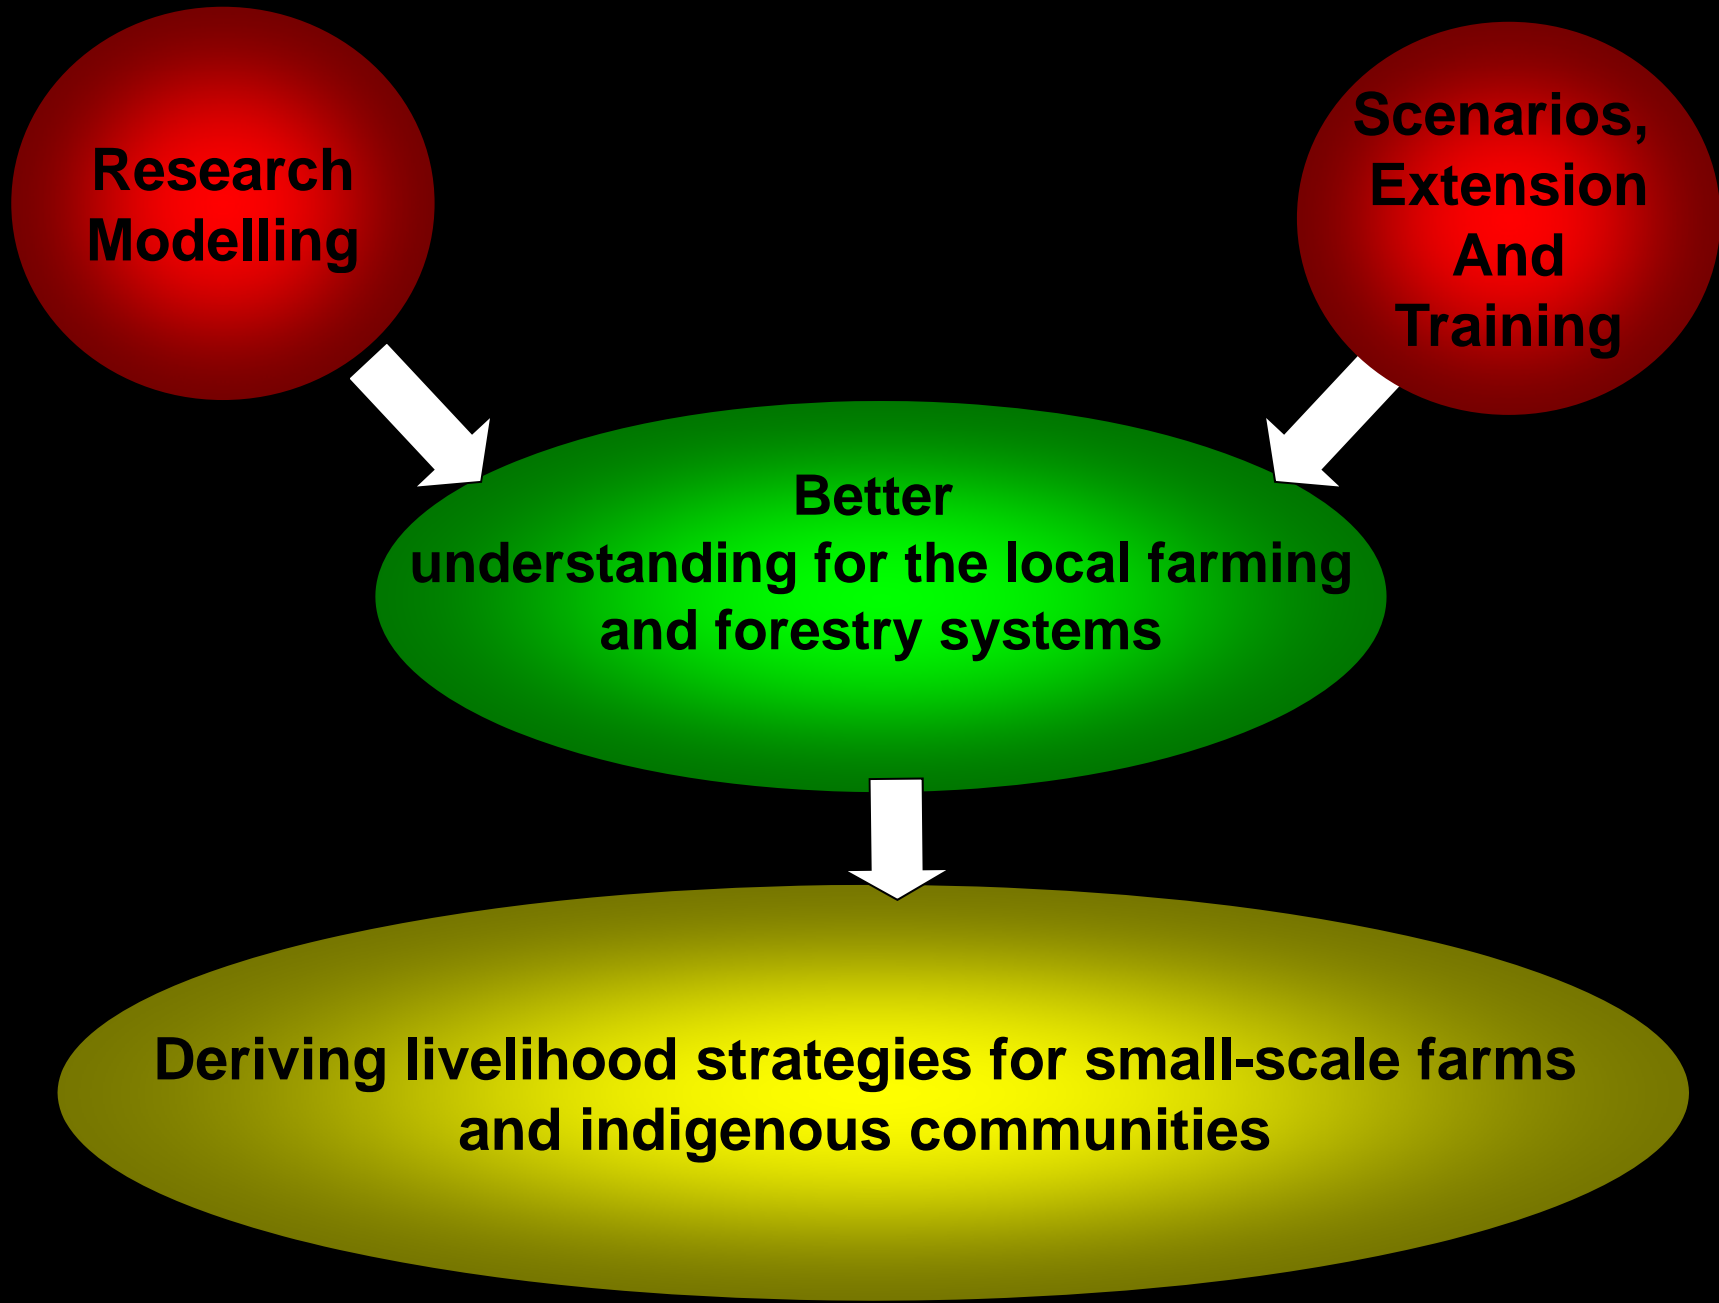 Research
Modelling
Scenarios,
Extension
And
Training
Better
understanding for the local farming
and forestry systems
Deriving livelihood strategies for small-scale farms
and indigenous communities